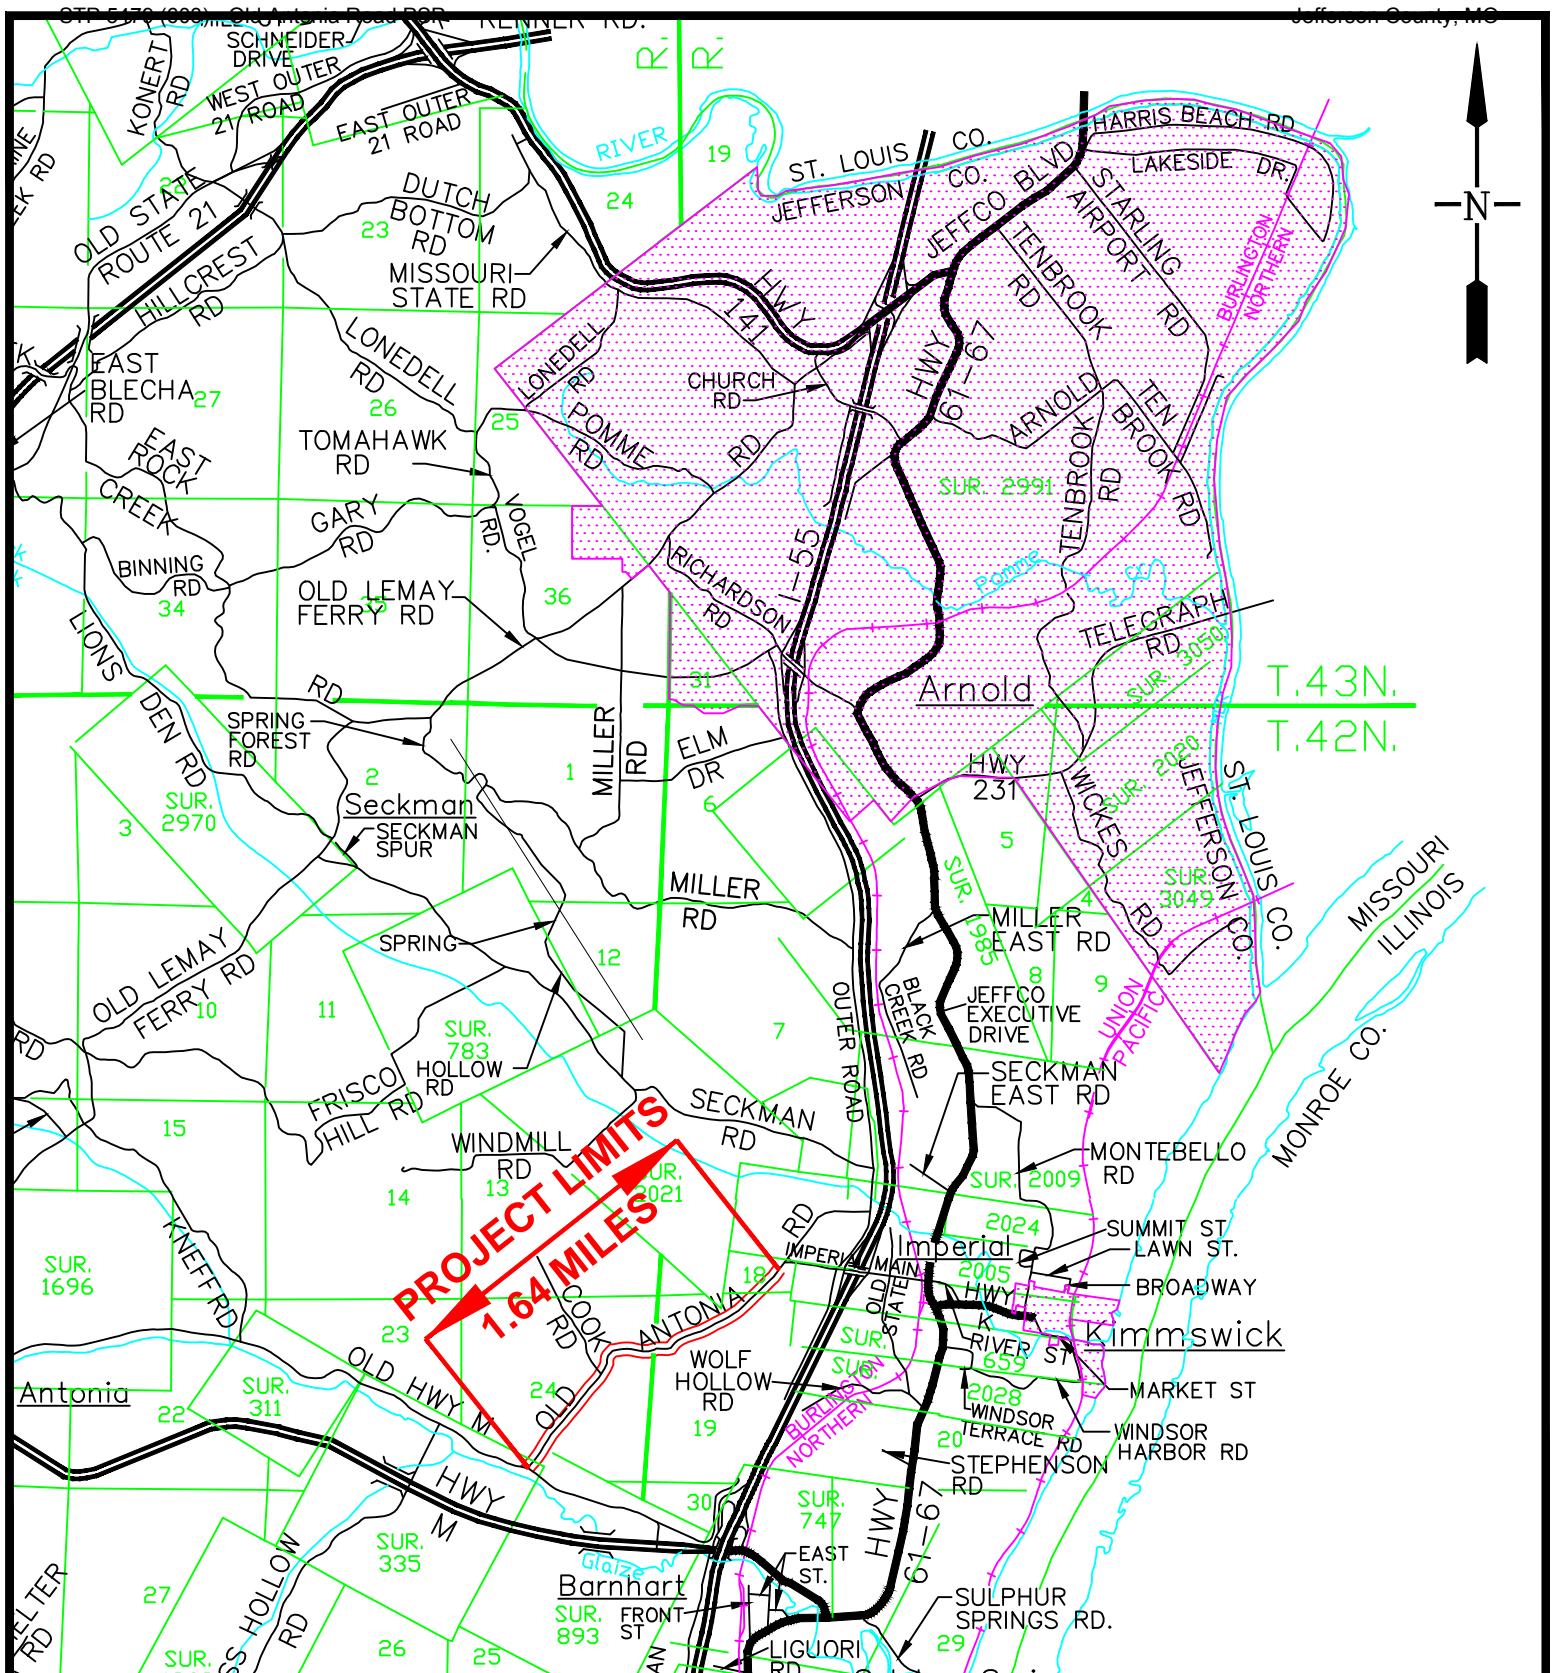 Jefferson County, MO
RENNER RD.
SCHNEIDER
DRIVE
KONERT
RD
WEST OUTER
21 ROAD
EAST OUTER
21 ROAD
R.
R.
RIVER
19
24
ST. LOUIS CO.
JEFFERSON CO.
HARRIS BEACH RD
LAKESIDE DR.
JEFFCO BLVD
STARLING
AIRPORT RD
BURLINGTON
NORTHERN
N
OLD STATE
ROUTE 21
22
23
DUTCH
BOTTOM
RD
MISSOURI
STATE RD
HILLCREST
RD
TENBROOK
RD
HWY
141
LONEDELL
RD
LONEDELL
RD
EAST
BLECHA
RD
27
26
25
CHURCH
RD
HWY
61-67
ARNOLD
TEN
BROOK
RD
TENBROOK
RD
POMME
RD
RD
TOMAHAWK
RD
EAST
ROCK
CREEK
GARY
RD
VOGEL
RD.
SUR. 2991
I-55
BINNING
RD
34
OLD LEMAY
FERRY RD
35
36
RICHARDSON
RD
Pomme
Cr.
TELEGRAPH
RD
SUR. 3050
LIONS
DEN RD
RD
31
Arnold
T.43N.
T.42N.
SPRING
FOREST
RD
MILLER
RD
ELM
DR
HWY
231
2
1
6
5
3
SUR.
2970
Seckman
SECKMAN
SPUR
WICKES
RD
SUR. 2020
JEFFERSON CO.
ST. LOUIS CO.
SUR.
3049
4
MISSOURI
ILLINOIS
MILLER
RD
SUR. 1985
MILLER
EAST RD
SPRING
12
8
9
OLD LEMAY
FERRY RD
10
11
SUR.
783
7
OUTER ROAD
BLACK
CREEK RD
JEFFCO
EXECUTIVE
DRIVE
UNION
PACIFIC
MONROE CO.
RD
FRISCO
HILL RD
HOLLOW
RD
SECKMAN
RD
SECKMAN
EAST RD
15
WINDMILL
RD
14
13
PROJECT LIMITS
1.64 MILES
SUR.
2021
MONTEBELLO
RD
SUR. 2009
2024
SUMMIT ST.
LAWN ST.
BROADWAY
KNEFF RD
SUR.
1696
RD
IMPERIAL MAIN
Imperial
2005
18
OLD
STATE
HWY
K
RIVER ST
Kimmswick
COOK
RD
OLD
ANTONIA
23
24
SUR.
SUR.
659
2028
WOLF
HOLLOW
RD
BURLINGTON
NORTHERN
MARKET ST
WINDSOR
TERRACE RD
WINDSOR
HARBOR RD
Antonia
SUR.
311
22
OLD HWY M
19
20
STEPHENSON
RD
HWY
M
30
SUR.
747
HWY
61-67
SUR.
335
Glaize
Barnhart
SUR.
893
EAST
ST.
FRONT
ST
SULPHUR
SPRINGS RD.
27
HOLLOW
RD
RD
26
25
29
SUR.
LIGUORI
RD